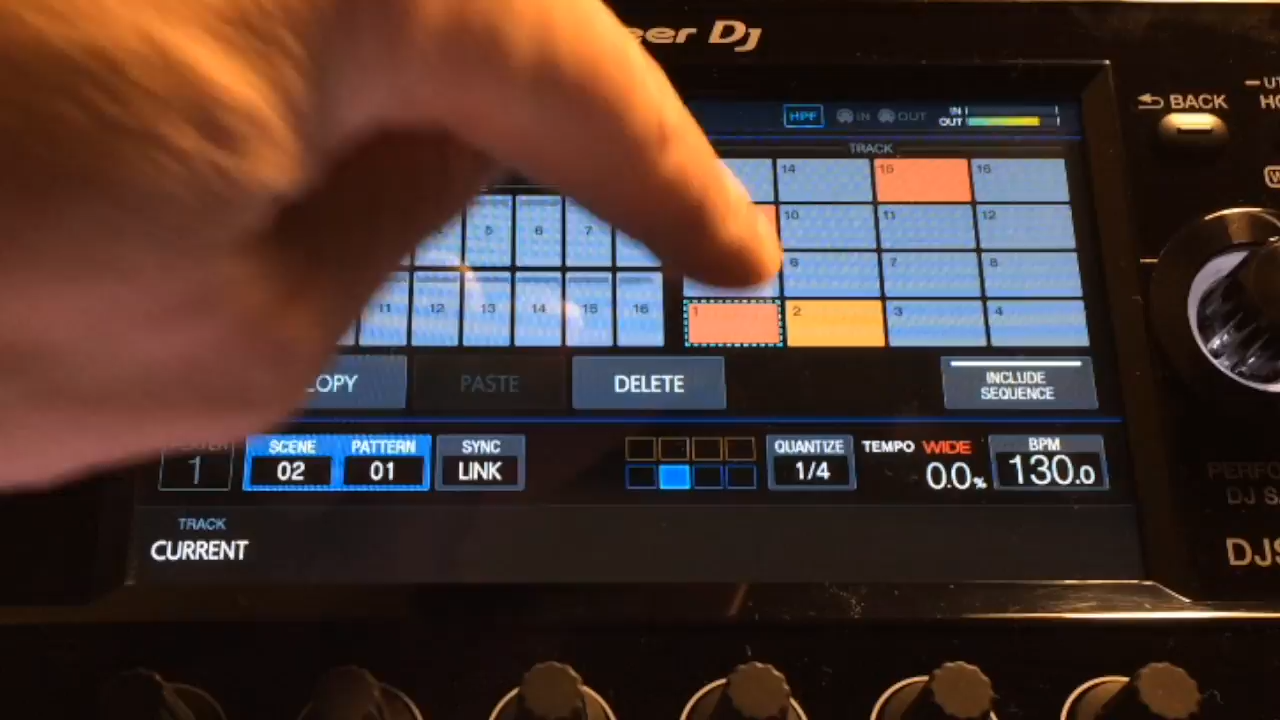 eer Dj
BACK
HPF IN OUT IN OUT
TRACK
14 15 16
10 11 12
6 7 8
1 2 3 4
5 6 7
11 12 13 14 15 16
OPY PASTE DELETE INCLUDE SEQUENCE
1
SCENE 02
PATTERN 01
SYNC LINK
QUANTIZE 1/4
TEMPO WIDE 0.0%
BPM 130.0
TRACK
CURRENT
DJ S
DJS